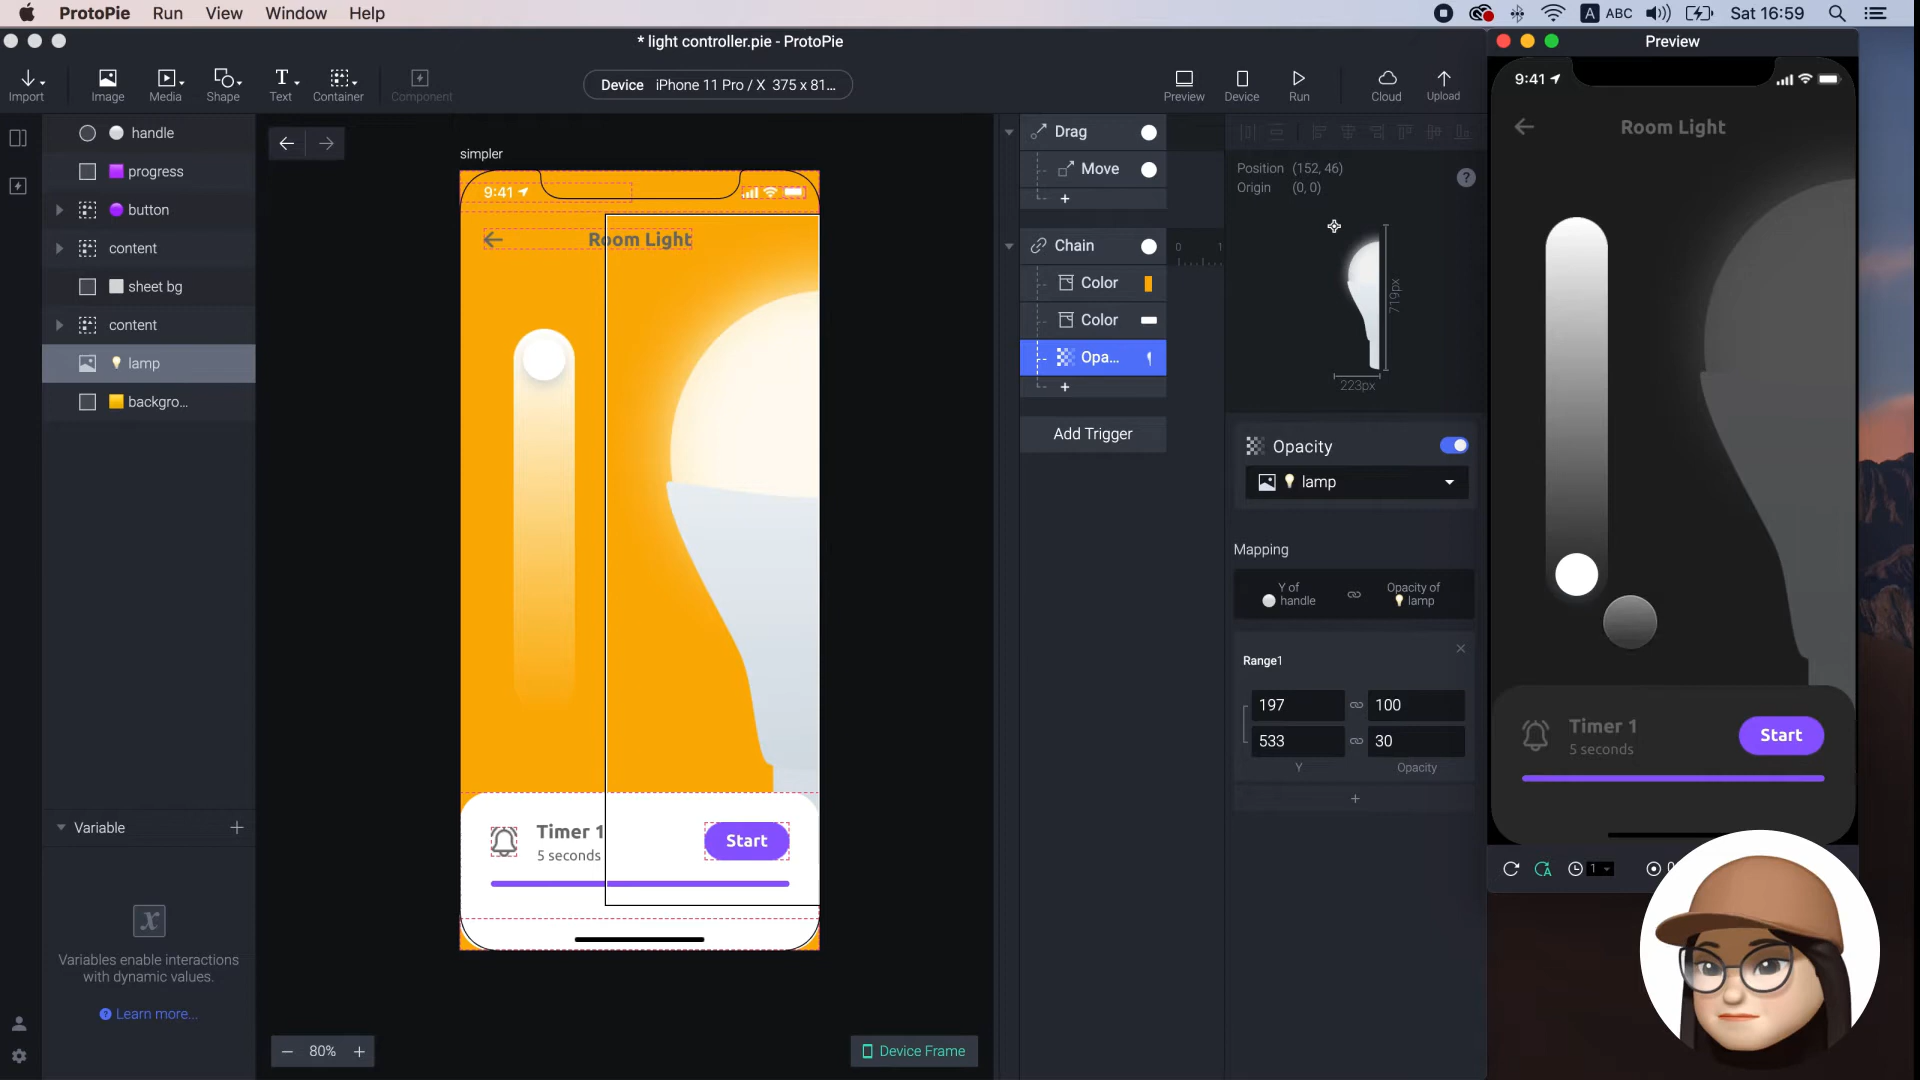 ProtoPie Run View Window Help
A ABC Sat 16:59
* light controller.pie - ProtoPie
Preview
Import Image Media Shape Text Container Component
Device iPhone 11 Pro / X 375 x 81...
Preview Device Run Cloud Upload
handle
progress
button
content
sheet bg
content
lamp
backgro...
Variable
x
Variables enable interactions
with dynamic values.
? Learn more...
simpler
9:41
Room Light
Timer 1
5 seconds
Start
80%
Device Frame
Drag
Move
Chain
0 1
Color
Color
Opa...
Add Trigger
Position (152, 46)
Origin (0, 0)
?
719px
223px
Opacity
lamp
Mapping
Y of
handle
Opacity of
lamp
Range1
197 100
533 30
Y Opacity
9:41
Room Light
Timer 1
5 seconds
Start
A 1